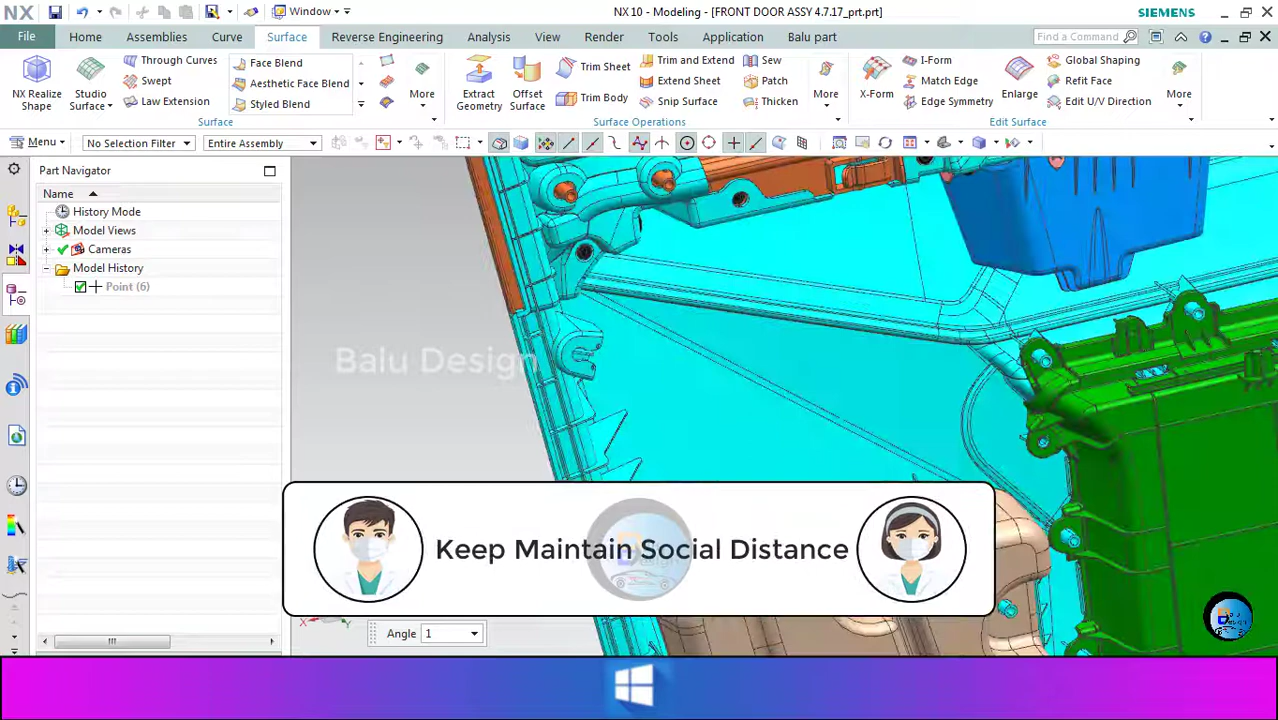 NX
Window
NX 10 - Modeling - [FRONT DOOR ASSY 4.7.17_prt.prt]
SIEMENS
File
Home
Assemblies
Curve
Surface
Reverse Engineering
Analysis
View
Render
Tools
Application
Balu part
Find a Command
NX Realize Shape
Studio Surface
Through Curves
Swept
Law Extension
Face Blend
Aesthetic Face Blend
Styled Blend
More
Surface
Extract Geometry
Offset Surface
Trim Sheet
Trim Body
Trim and Extend
Extend Sheet
Snip Surface
Sew
Patch
Thicken
More
Surface Operations
X-Form
I-Form
Match Edge
Edge Symmetry
Enlarge
Global Shaping
Refit Face
Edit U/V Direction
More
Edit Surface
Menu
No Selection Filter
Entire Assembly
Part Navigator
Name
History Mode
Model Views
Cameras
Model History
Point (6)
Balu Design
Keep Maintain Social Distance
Angle 1